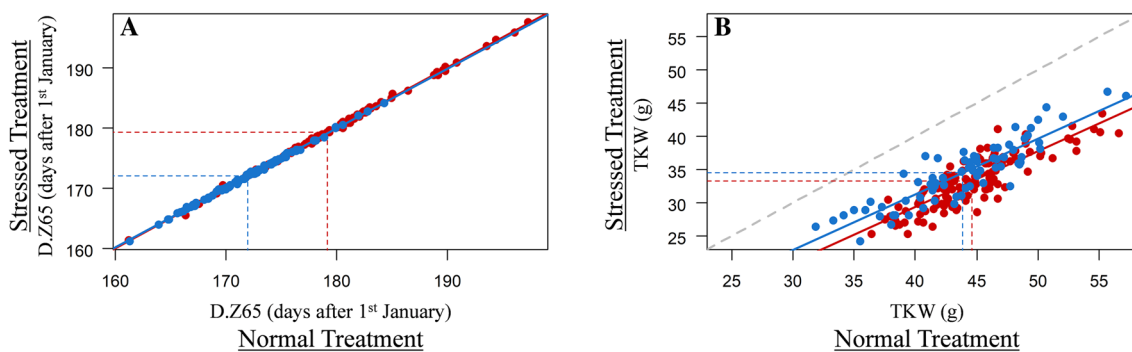 A
Stressed Treatment
D.Z65 (days after 1st January)
190
180
170
160
160
170
180
190
D.Z65 (days after 1st January)
Normal Treatment
B
Stressed Treatment
TKW (g)
55
50
45
40
35
30
25
25
30
35
40
45
50
55
TKW (g)
Normal Treatment